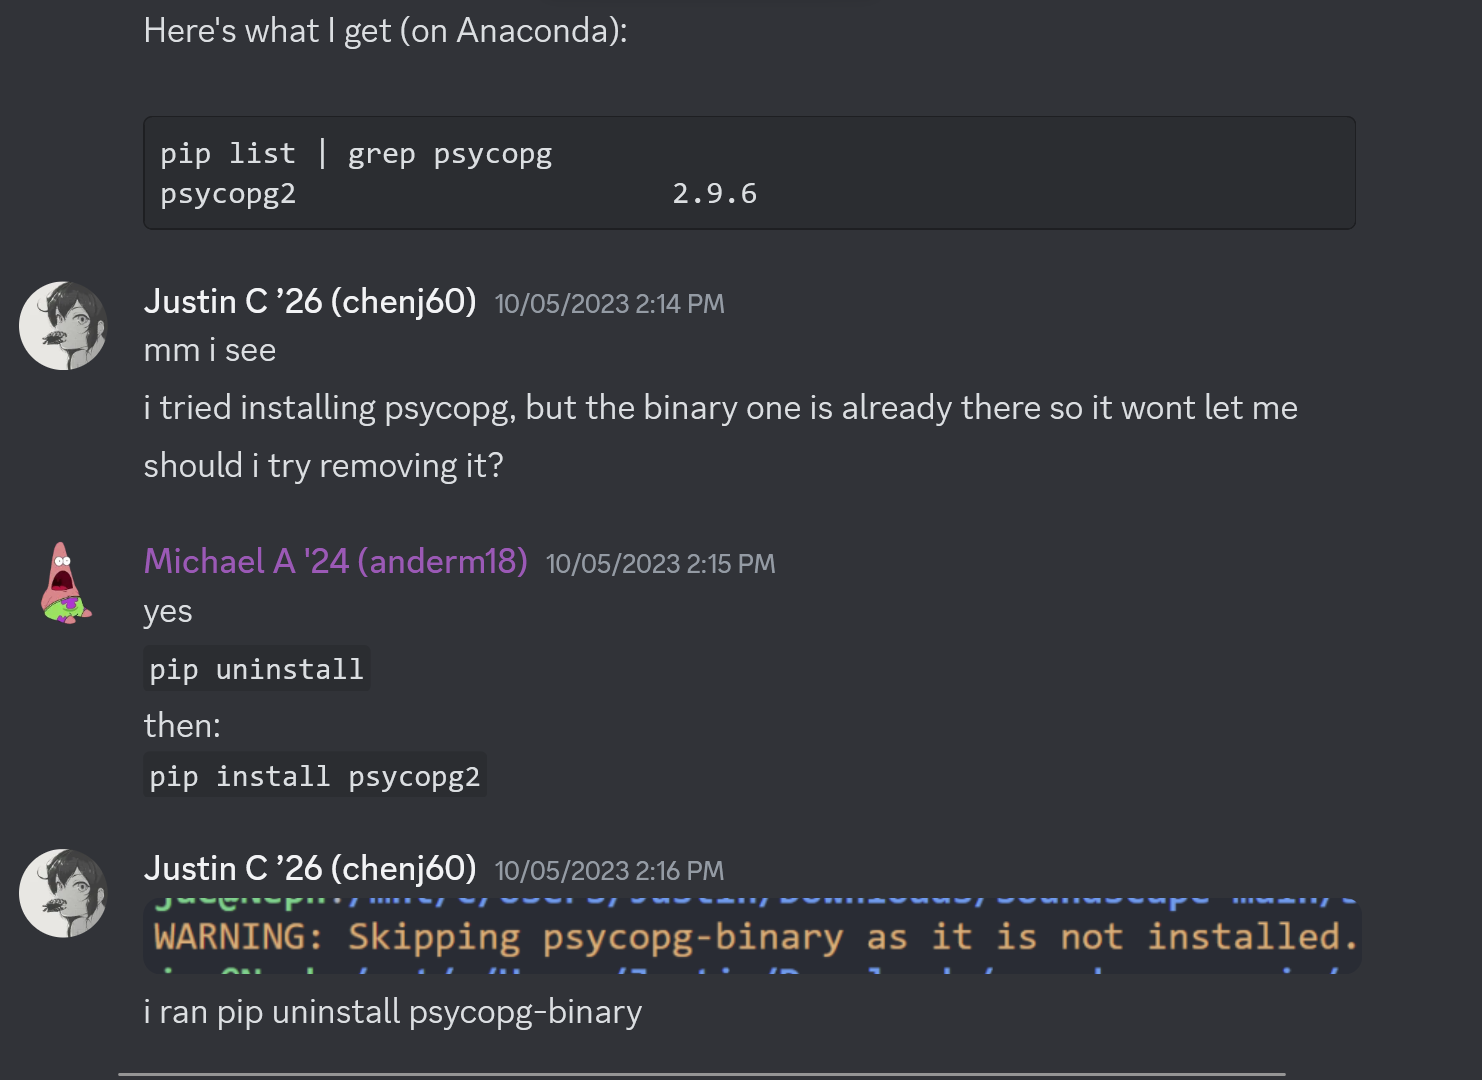 Here's what I get (on Anaconda):
pip list | grep psycopg
psycopg2 2.9.6
Justin C ’26 (chenj60) 10/05/2023 2:14 PM
mm i see
i tried installing psycopg, but the binary one is already there so it wont let me
should i try removing it?
Michael A '24 (anderm18) 10/05/2023 2:15 PM
yes
pip uninstall
then:
pip install psycopg2
Justin C ’26 (chenj60) 10/05/2023 2:16 PM
WARNING: Skipping psycopg-binary as it is not installed.
i ran pip uninstall psycopg-binary